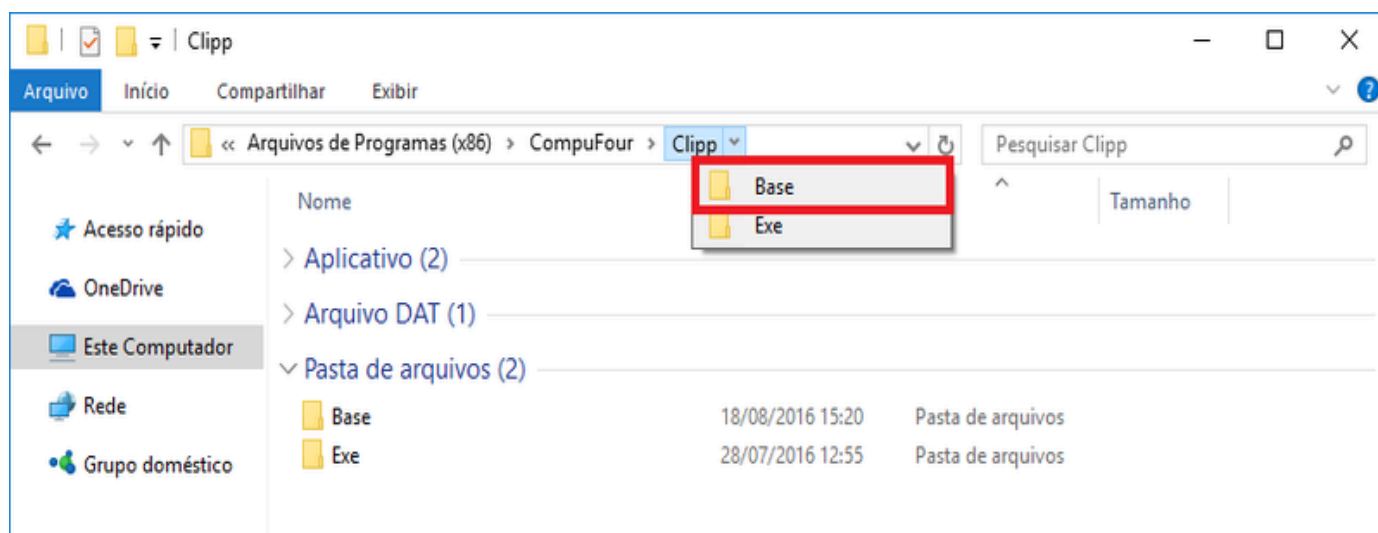 Clipp
Arquivo Início Compartilhar Exibir
« Arquivos de Programas (x86) > CompuFour > Clipp Pesquisar Clipp
Base
Exe
Nome Tamanho
Acesso rápido
OneDrive
Este Computador
Rede
Grupo doméstico
Aplicativo (2)
Arquivo DAT (1)
Pasta de arquivos (2)
Base 18/08/2016 15:20 Pasta de arquivos
Exe 28/07/2016 12:55 Pasta de arquivos